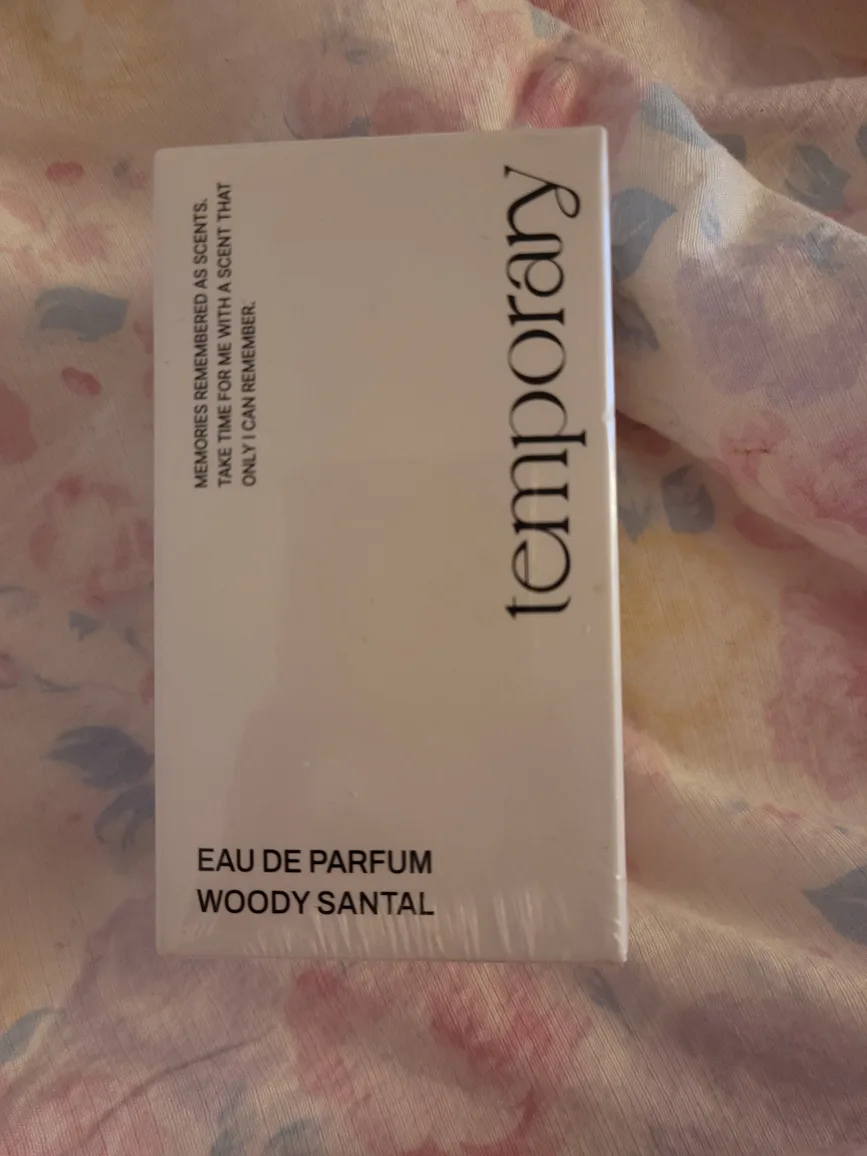 MEMORIES REMEMBERED AS SCENTS.
TAKE TIME FOR ME WITH A SCENT THAT
ONLY I CAN REMEMBER.
temporary
EAU DE PARFUM
WOODY SANTAL